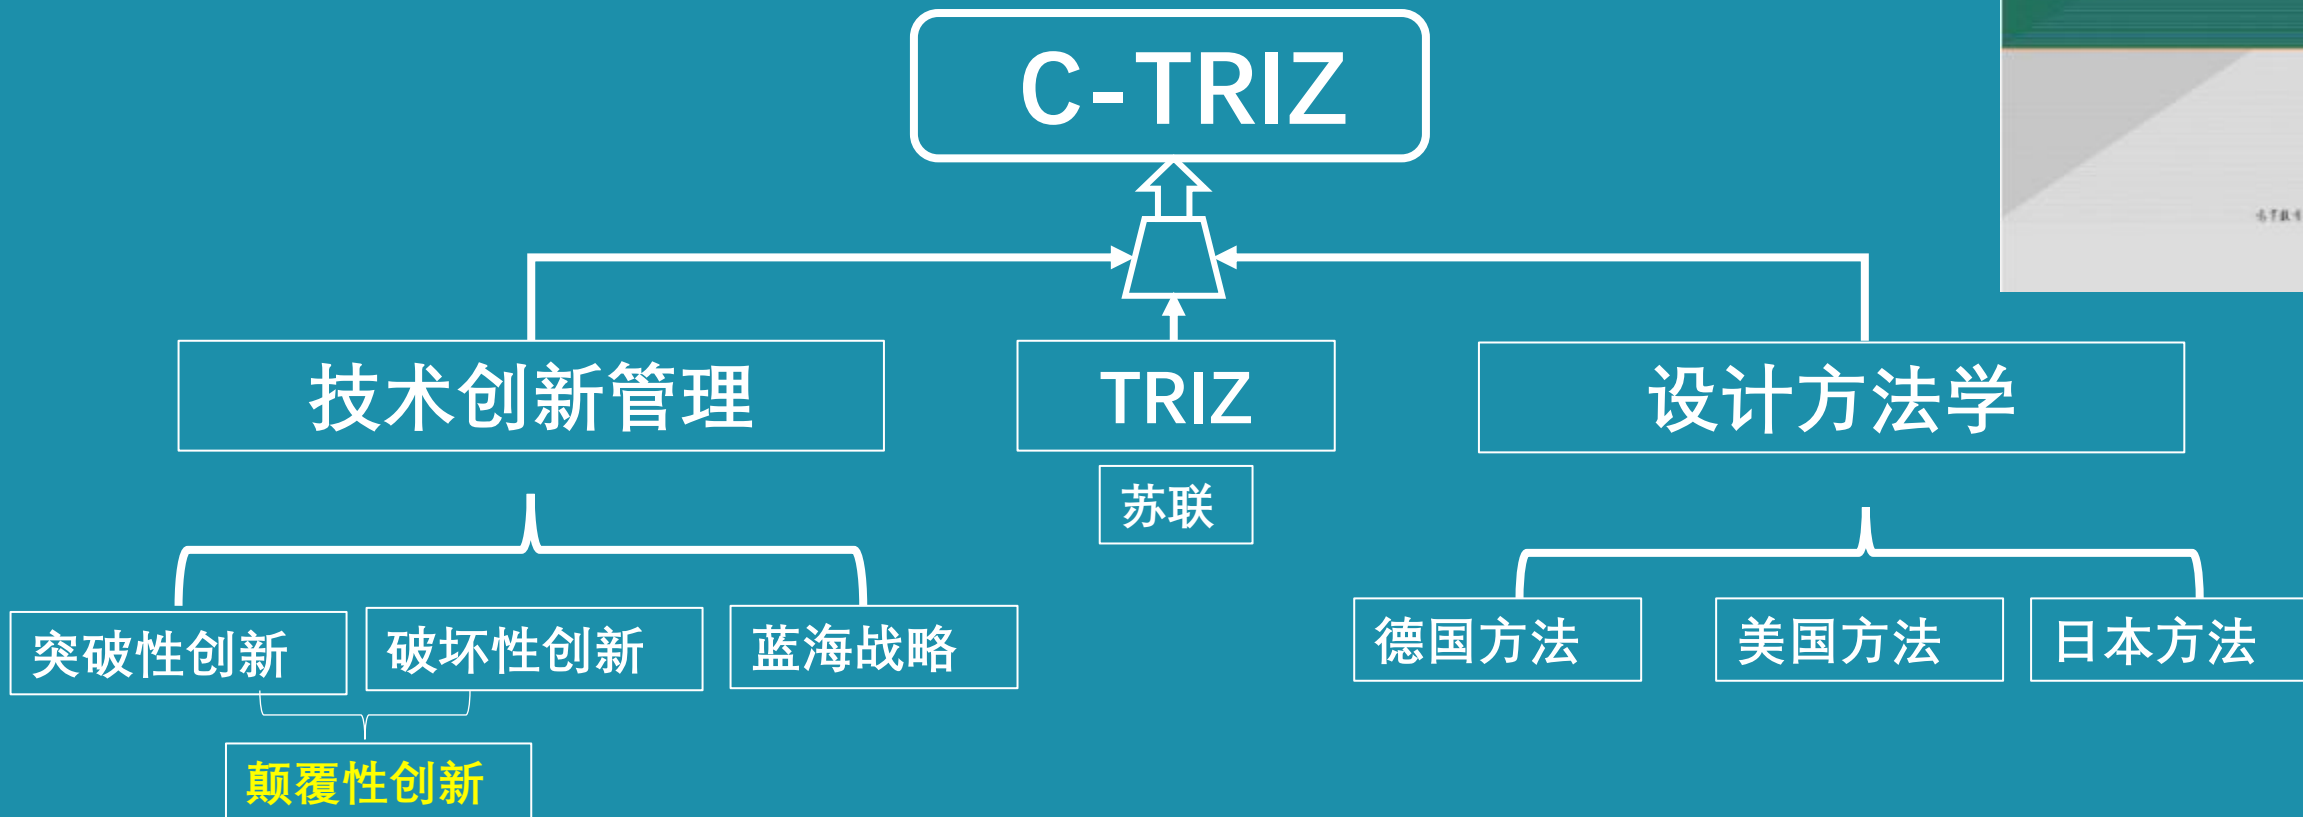 C-TRIZ
技术创新管理
TRIZ
设计方法学
苏联
突破性创新
破坏性创新
蓝海战略
德国方法
美国方法
日本方法
颠覆性创新